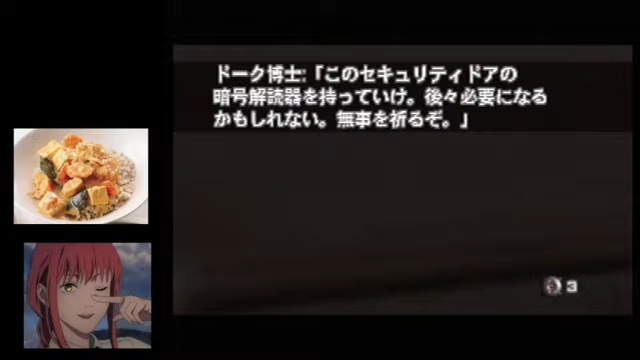 ドーク博士:「このセキュリティドアの
暗号解読器を持っていけ。後々必要になる
かもしれない。無事を祈るぞ。」
3